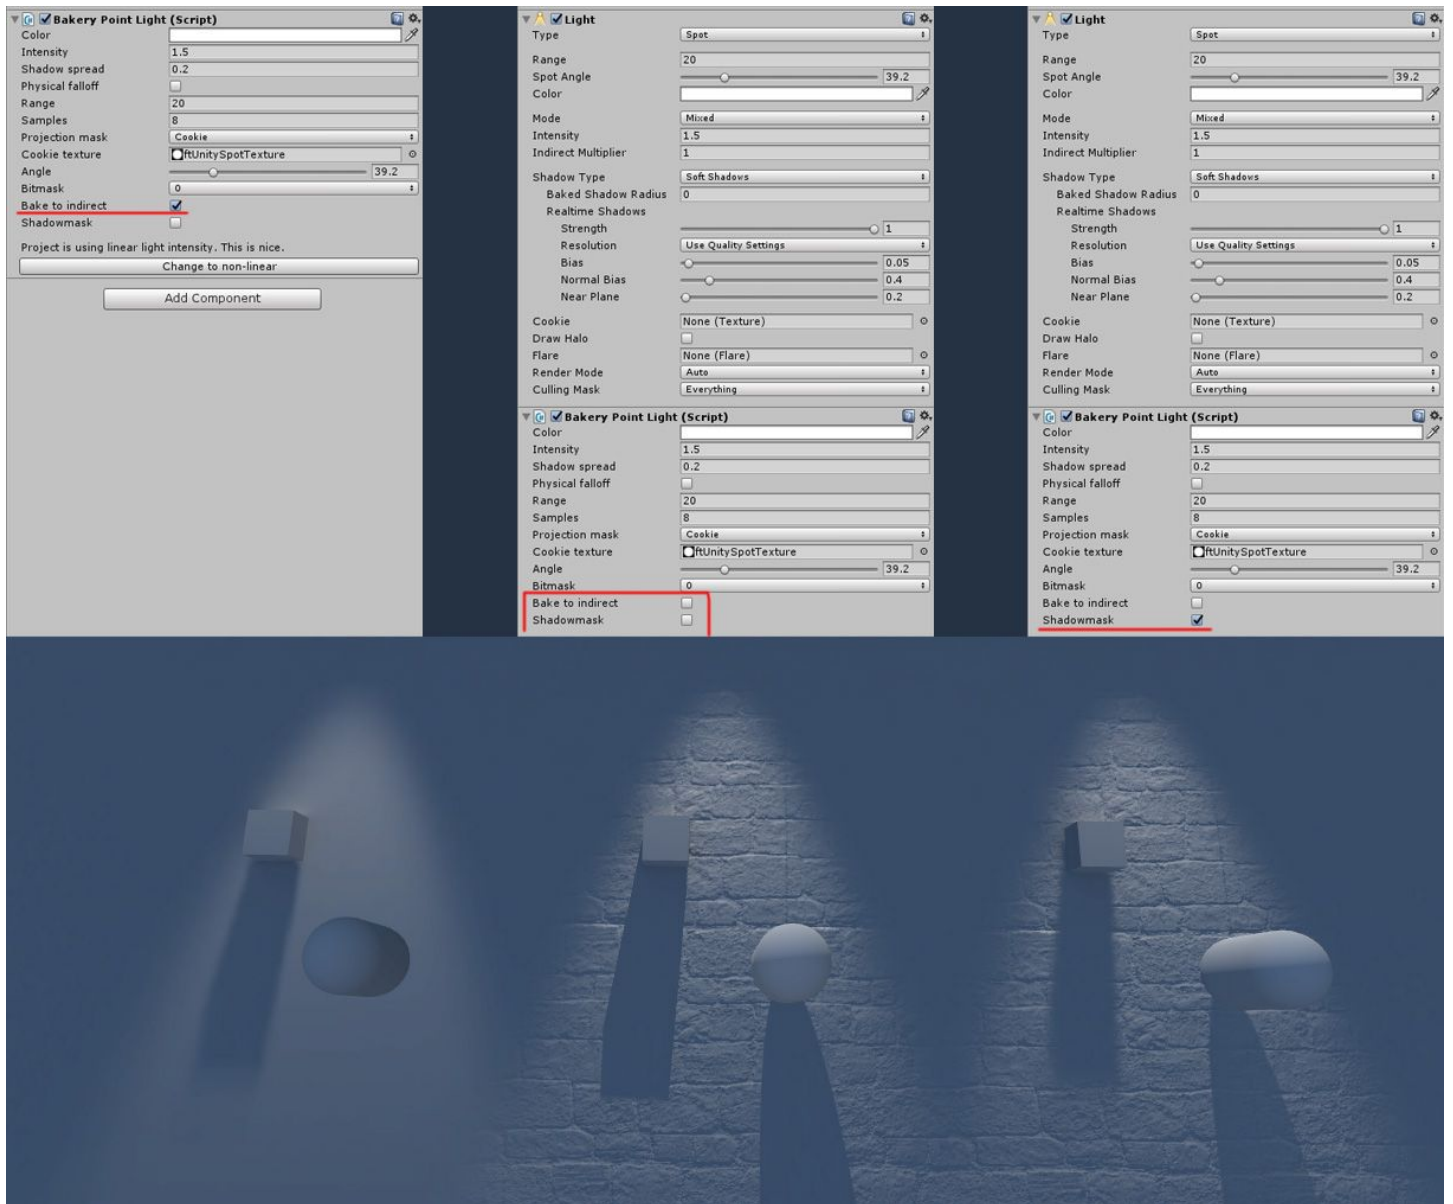 Bakery Point Light (Script)
Color
Intensity 1.5
Shadow spread 0.2
Physical falloff
Range 20
Samples 8
Projection mask Cookie
Cookie texture ftUnitySpotTexture
Angle 39.2
Bitmask 0
Bake to indirect
Shadowmask
Project is using linear light intensity. This is nice.
Change to non-linear
Add Component
Light
Type Spot
Range 20
Spot Angle 39.2
Color
Mode Mixed
Intensity 1.5
Indirect Multiplier 1
Shadow Type Soft Shadows
Baked Shadow Radius 0
Realtime Shadows
Strength 1
Resolution Use Quality Settings
Bias 0.05
Normal Bias 0.4
Near Plane 0.2
Cookie None (Texture)
Draw Halo
Flare None (Flare)
Render Mode Auto
Culling Mask Everything
Bakery Point Light (Script)
Color
Intensity 1.5
Shadow spread 0.2
Physical falloff
Range 20
Samples 8
Projection mask Cookie
Cookie texture ftUnitySpotTexture
Angle 39.2
Bitmask 0
Bake to indirect
Shadowmask
Light
Type Spot
Range 20
Spot Angle 39.2
Color
Mode Mixed
Intensity 1.5
Indirect Multiplier 1
Shadow Type Soft Shadows
Baked Shadow Radius 0
Realtime Shadows
Strength 1
Resolution Use Quality Settings
Bias 0.05
Normal Bias 0.4
Near Plane 0.2
Cookie None (Texture)
Draw Halo
Flare None (Flare)
Render Mode Auto
Culling Mask Everything
Bakery Point Light (Script)
Color
Intensity 1.5
Shadow spread 0.2
Physical falloff
Range 20
Samples 8
Projection mask Cookie
Cookie texture ftUnitySpotTexture
Angle 39.2
Bitmask 0
Bake to indirect
Shadowmask